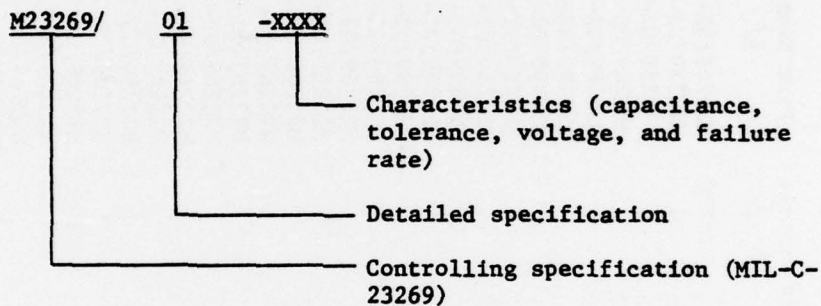 M23269/ 01 -XXXX
Characteristics (capacitance,
tolerance, voltage, and failure
rate)
Detailed specification
Controlling specification (MIL-C-
23269)